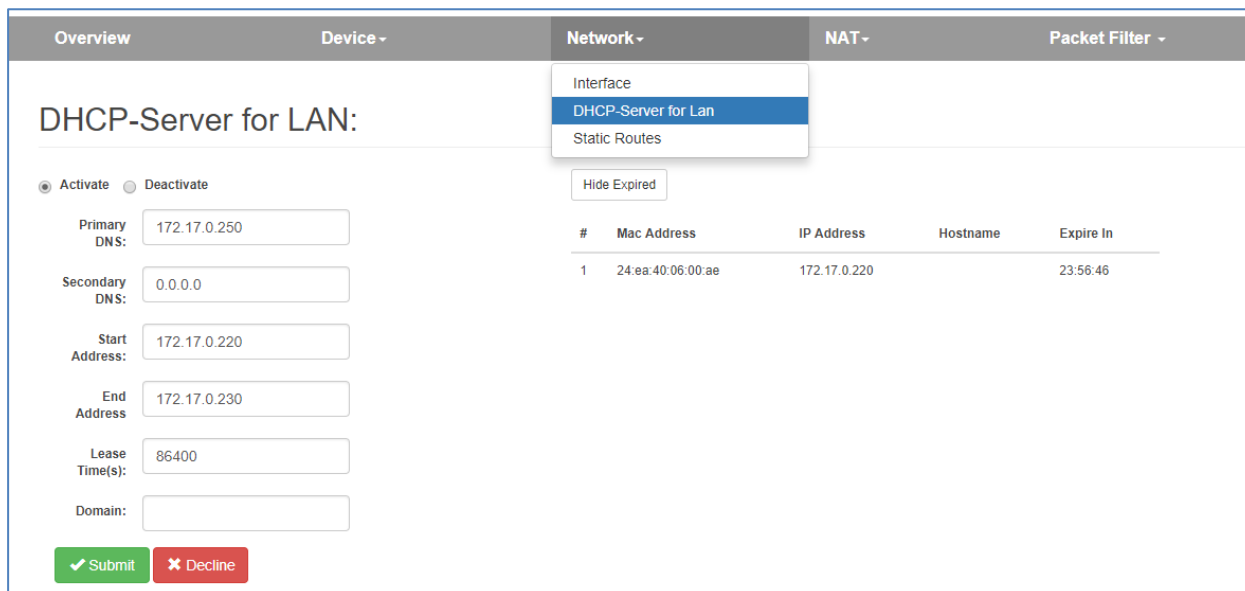 Overview Device Network NAT Packet Filter
Interface
DHCP-Server for Lan
Static Routes
DHCP-Server for LAN:
Activate Deactivate
Primary
DNS:
172.17.0.250
Secondary
DNS:
0.0.0.0
Start
Address:
172.17.0.220
End
Address
172.17.0.230
Lease
Time(s):
86400
Domain:
Submit Decline
Hide Expired
# Mac Address IP Address Hostname Expire In
1 24:ea:40:06:00:ae 172.17.0.220 23:56:46